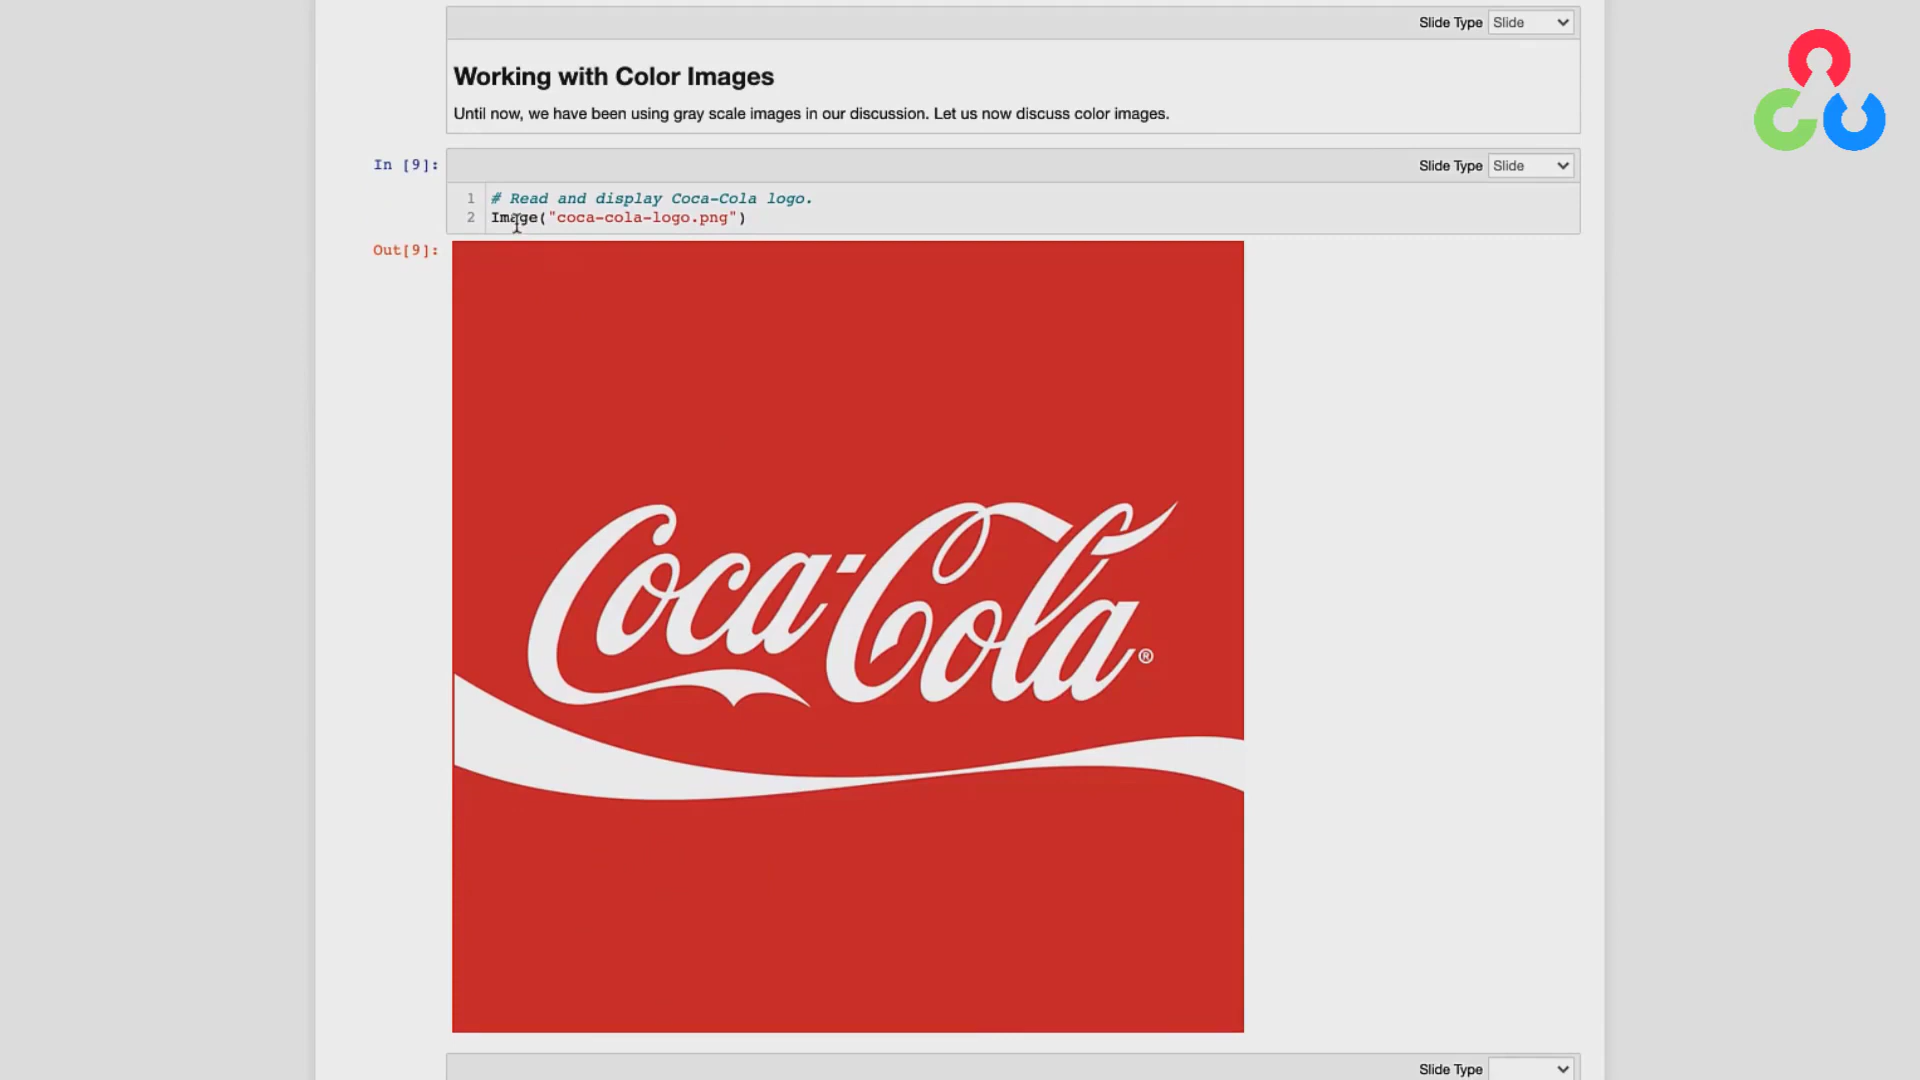 Slide Type Slide
Working with Color Images
Until now, we have been using gray scale images in our discussion. Let us now discuss color images.
In [9]:
Slide Type Slide
1 # Read and display Coca-Cola logo.
2 Image("coca-cola-logo.png")
Out[9]:
Coca-Cola®
Slide Type